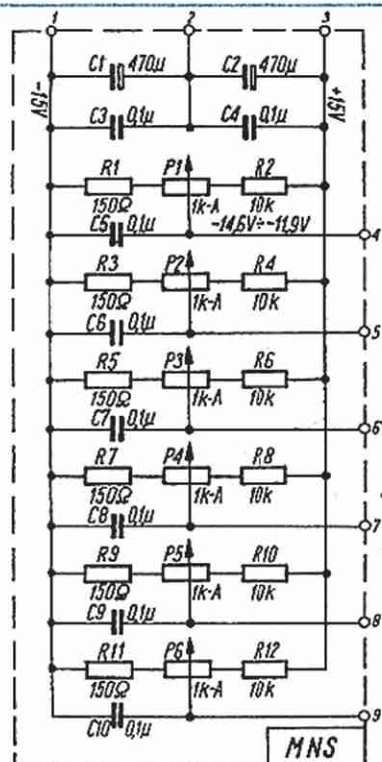 1 2 3
C1 470µ C2 470µ
-15V +15V
C3 0,1µ C4 0,1µ
R1 P1 R2
150Ω 1k-A 10k
C5 0,1µ -14,6V÷-11,9V
4
R3 P2 R4
150Ω 1k-A 10k
C6 0,1µ
5
R5 P3 R6
150Ω 1k-A 10k
C7 0,1µ
6
R7 P4 R8
150Ω 1k-A 10k
C8 0,1µ
7
R9 P5 R10
150Ω 1k-A 10k
C9 0,1µ
8
R11 P6 R12
150Ω 1k-A 10k
9
C10 0,1µ
MNS